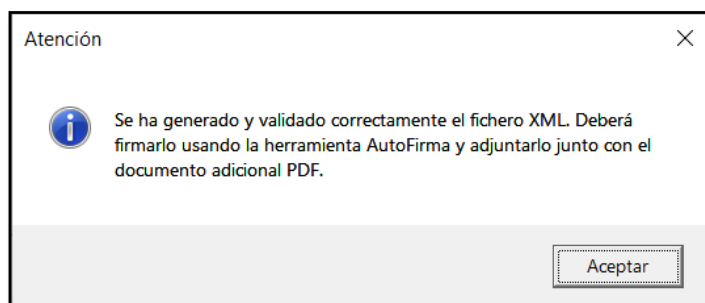 Atención
Se ha generado y validado correctamente el fichero XML. Deberá
firmarlo usando la herramienta AutoFirma y adjuntarlo junto con el
documento adicional PDF.
Aceptar